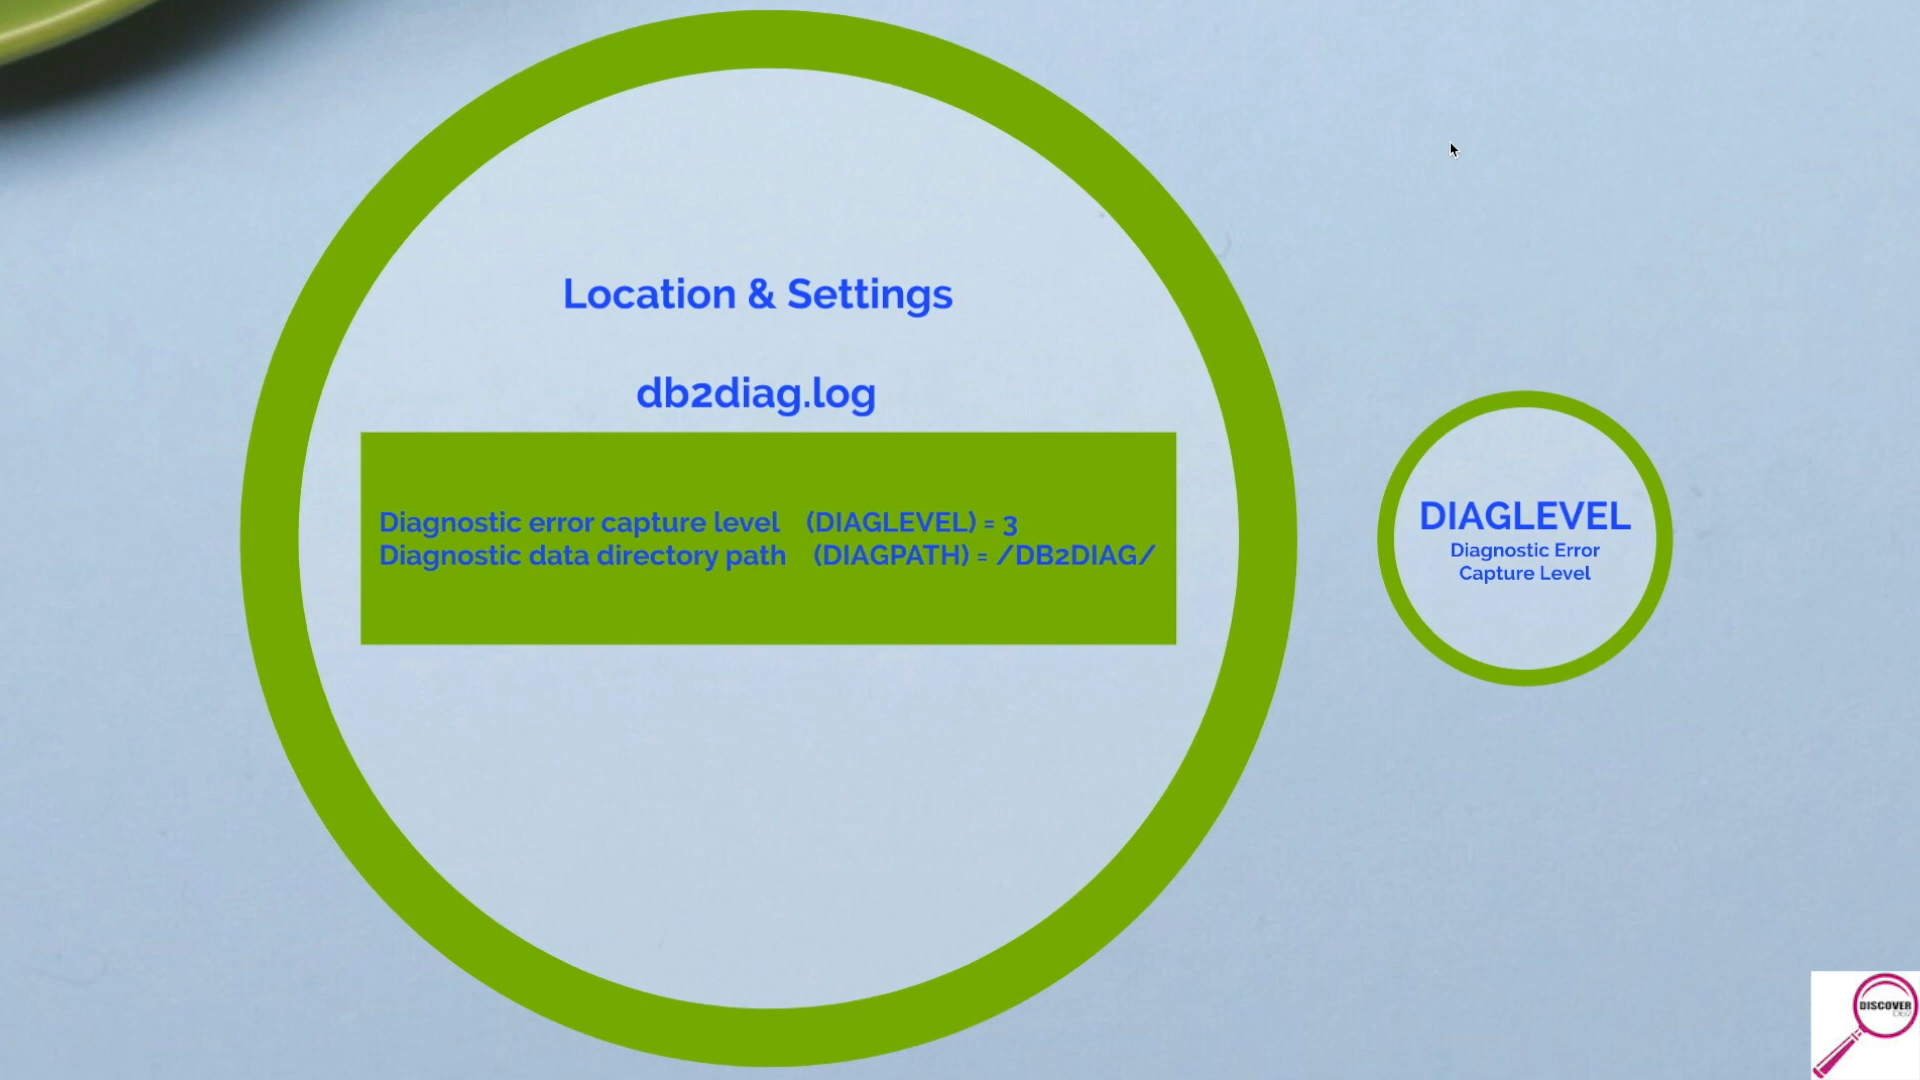 Location & Settings
db2diag.log
Diagnostic error capture level (DIAGLEVEL) = 3
Diagnostic data directory path (DIAGPATH) = /DB2DIAG/
DIAGLEVEL
Diagnostic Error
Capture Level
DISCOVER
Db2